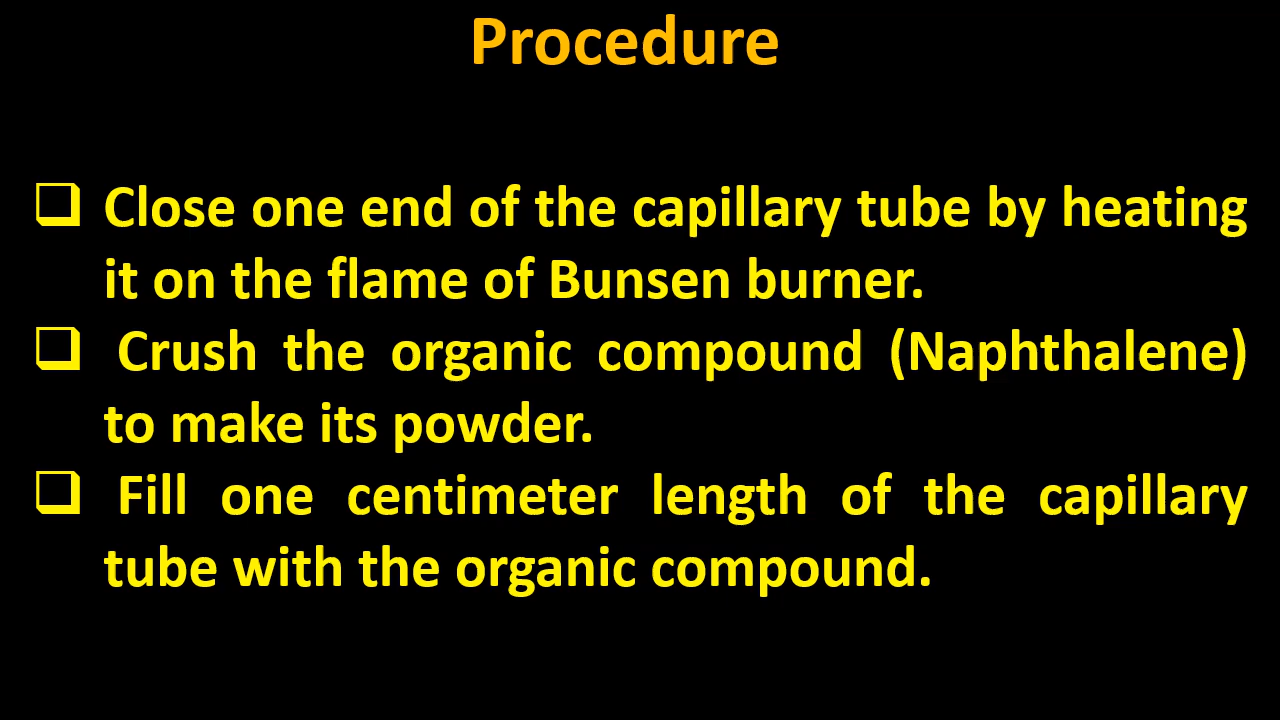 Procedure
❑ Close one end of the capillary tube by heating
it on the flame of Bunsen burner.
❑ Crush the organic compound (Naphthalene)
to make its powder.
❑ Fill one centimeter length of the capillary
tube with the organic compound.